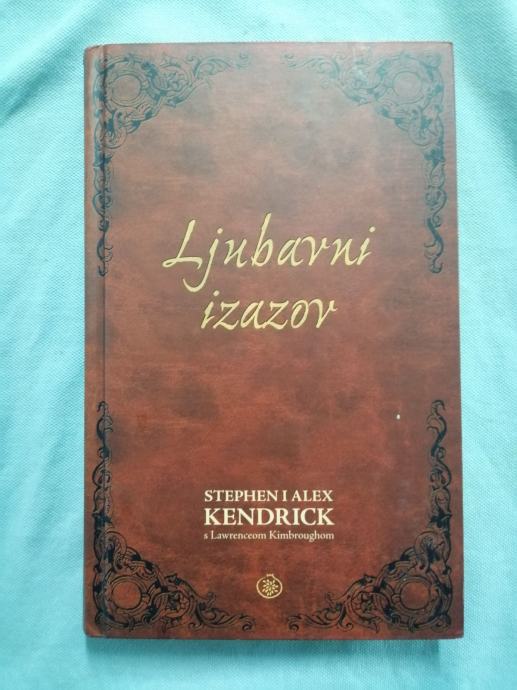 Ljubavni
izazov
STEPHEN I ALEX
KENDRICK
s Lawrenceom Kimbroughom